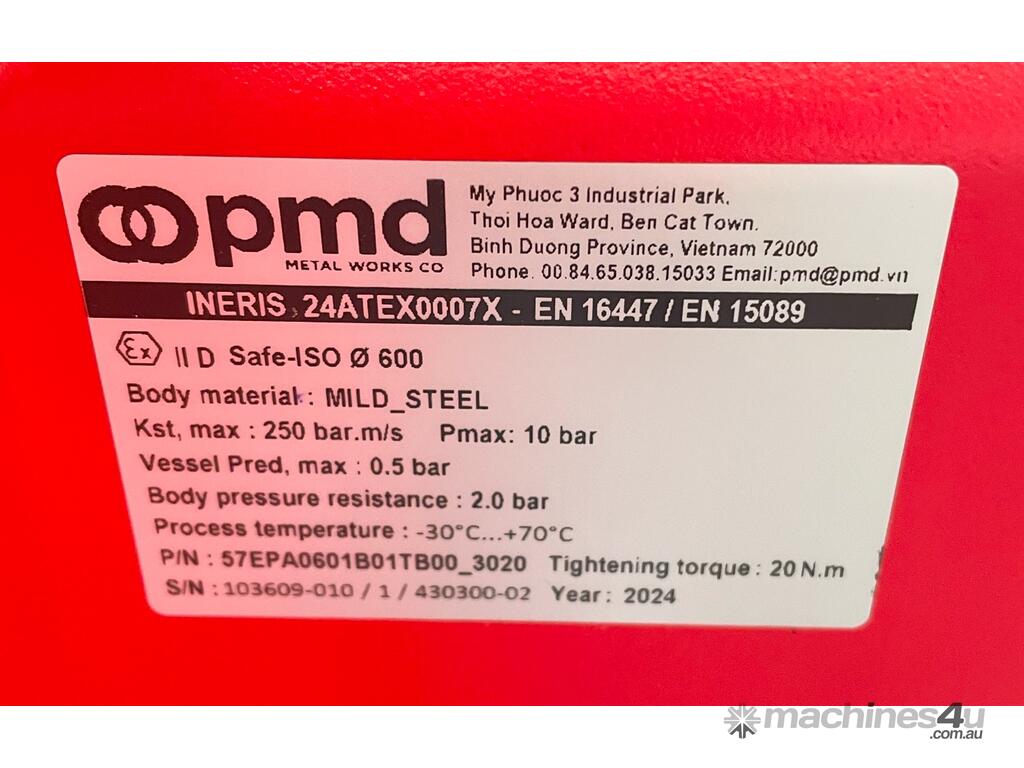 pmd
METAL WORKS CO
My Phuoc 3 Industrial Park,
Thoi Hoa Ward, Ben Cat Town.
Binh Duong Province, Vietnam 72000
Phone. 00.84.65.038.15033 Email:pmd@pmd.vn
INERIS 24ATEX0007X - EN 16447 / EN 15089
Ex II D Safe-ISO Ø 600
Body material : MILD_STEEL
Kst, max : 250 bar.m/s Pmax: 10 bar
Vessel Pred, max : 0.5 bar
Body pressure resistance : 2.0 bar
Process temperature : -30°C...+70°C
P/N : 57EPA0601B01TB00_3020 Tightening torque : 20 N.m
S/N : 103609-010 / 1 / 430300-02 Year : 2024
machines4u
.com.au